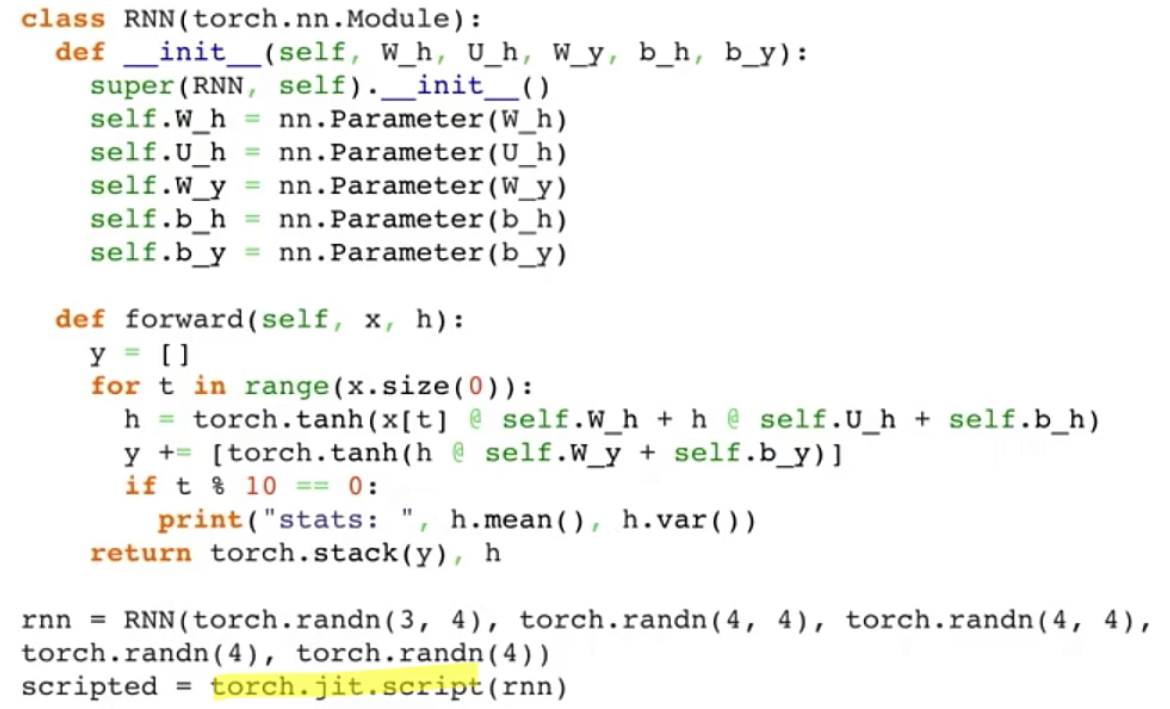 class RNN(torch.nn.Module):
  def __init__(self, W_h, U_h, W_y, b_h, b_y):
    super(RNN, self).__init__()
    self.W_h = nn.Parameter(W_h)
    self.U_h = nn.Parameter(U_h)
    self.W_y = nn.Parameter(W_y)
    self.b_h = nn.Parameter(b_h)
    self.b_y = nn.Parameter(b_y)

  def forward(self, x, h):
    y = []
    for t in range(x.size(0)):
      h = torch.tanh(x[t] @ self.W_h + h @ self.U_h + self.b_h)
      y += [torch.tanh(h @ self.W_y + self.b_y)]
      if t % 10 == 0:
        print("stats: ", h.mean(), h.var())
    return torch.stack(y), h

rnn = RNN(torch.randn(3, 4), torch.randn(4, 4), torch.randn(4, 4),
torch.randn(4), torch.randn(4))
scripted = torch.jit.script(rnn)